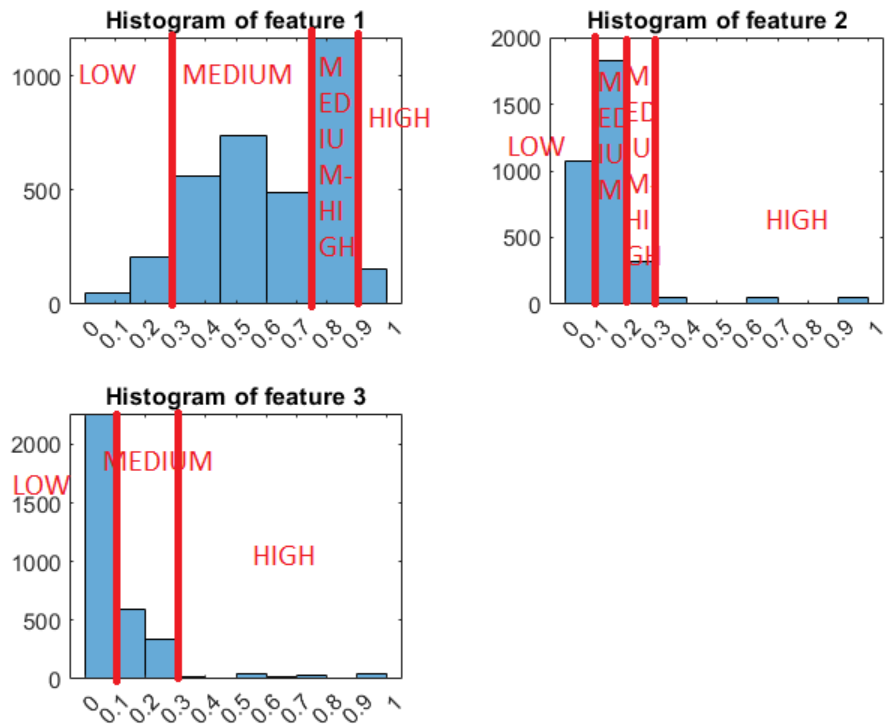 Histogram of feature 1
1000
500
0
LOW
MEDIUM
M
ED
IU
M-
HI
GH
HIGH
0 0.1 0.2 0.3 0.4 0.5 0.6 0.7 0.8 0.9 1
Histogram of feature 2
2000
1500
1000
500
0
LOW
M
ED
IU
M
M
ED
IU
M-
HI
GH
HIGH
0 0.1 0.2 0.3 0.4 0.5 0.6 0.7 0.8 0.9 1
Histogram of feature 3
2000
1500
1000
500
0
LOW
MEDIUM
HIGH
0 0.1 0.2 0.3 0.4 0.5 0.6 0.7 0.8 0.9 1